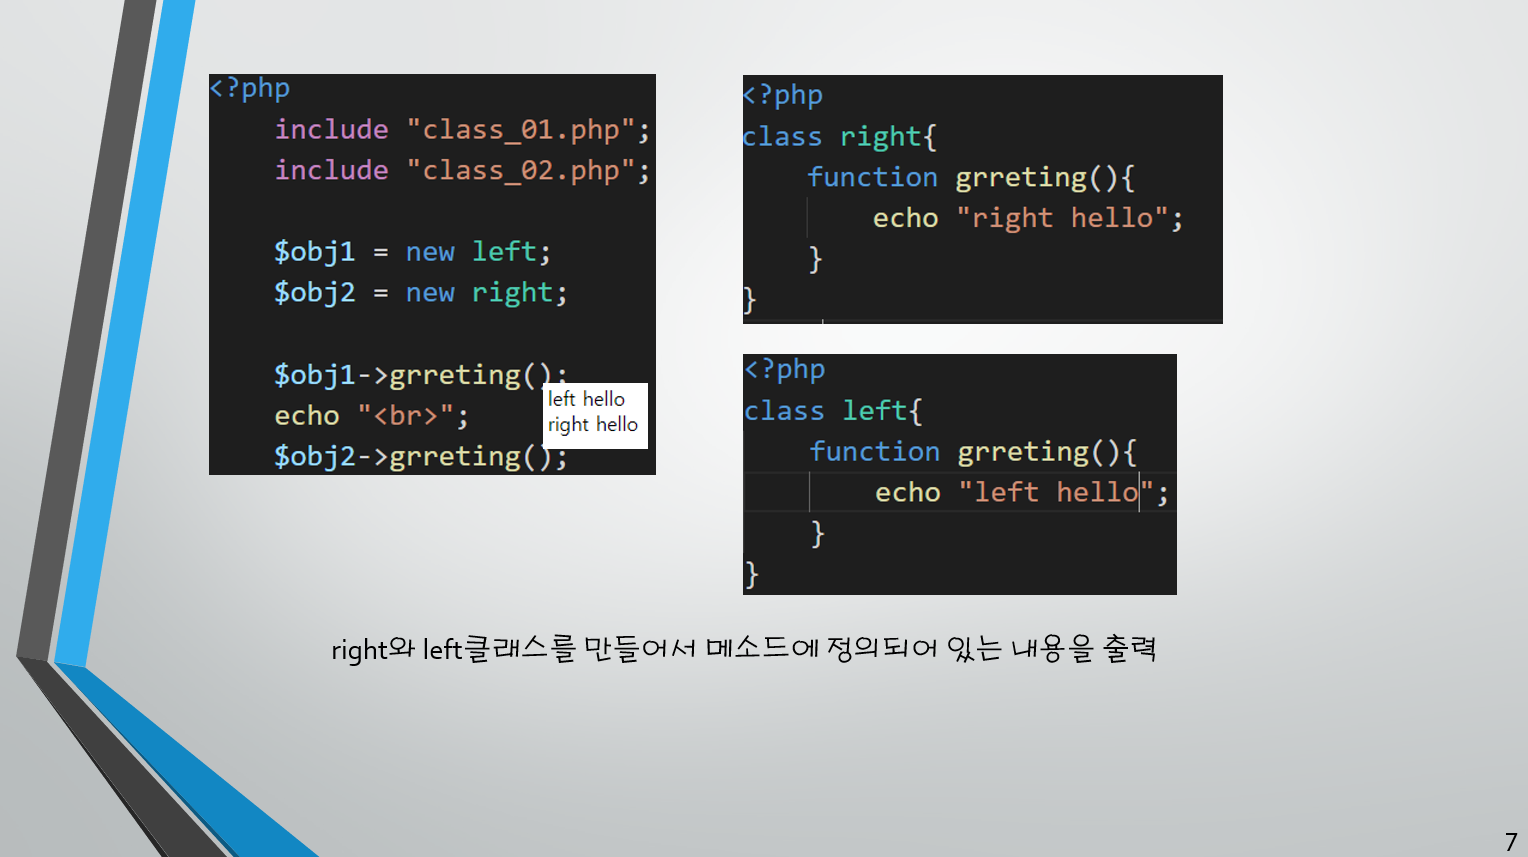 <?php
include "class_01.php";
include "class_02.php";
$obj1 = new left;
$obj2 = new right;
$obj1->grreting();
echo "<br>";
$obj2->grreting();
left hello
right hello
<?php
class right{
function grreting(){
echo "right hello";
}
}
<?php
class left{
function grreting(){
echo "left hello";
}
}
right와 left클래스를 만들어서 메소드에 정의되어 있는 내용을 출력
7